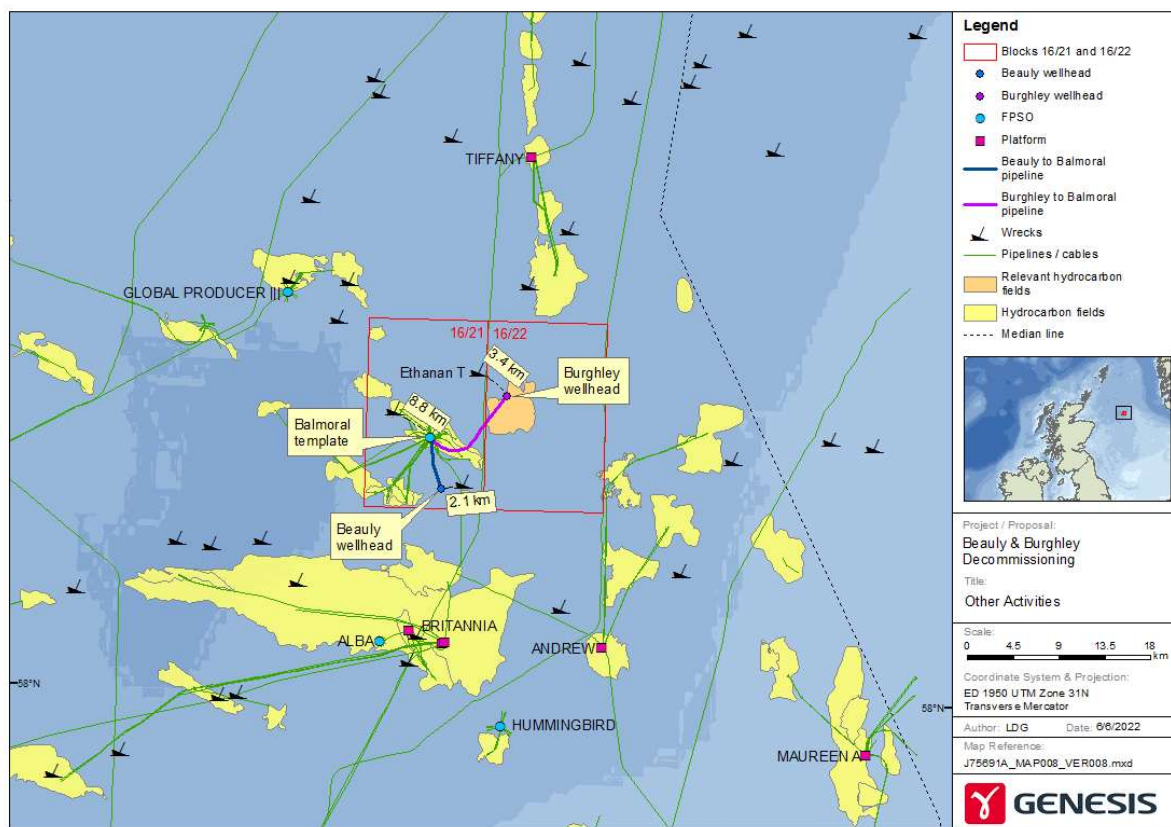 TIFFANY
GLOBAL PRODUCER III
16/21
16/22
3.4 km
Ethanan T
Burghley
wellhead
8.8 km
Balmoral
template
2.1 km
Beauly
wellhead
BRITANNIA
ALBA
ANDREW
58°N
58°N
HUMMINGBIRD
MAUREEN A
Legend
Blocks 16/21 and 16/22
Beauly wellhead
Burghley wellhead
FPSO
Platform
Beauly to Balmoral
pipeline
Burghley to Balmoral
pipeline
Wrecks
Pipelines / cables
Relevant hydrocarbon
fields
Hydrocarbon fields
Median line
Project / Proposal:
Beauly & Burghley
Decommissioning
Title:
Other Activities
Scale:
0 4.5 9 13.5 18
km
Coordinate System & Projection:
ED 1950 UTM Zone 31N
Transverse Mercator
Author: LDG Date: 6/6/2022
Map Reference:
J75691A_MAP008_VER008.mxd
GENESIS